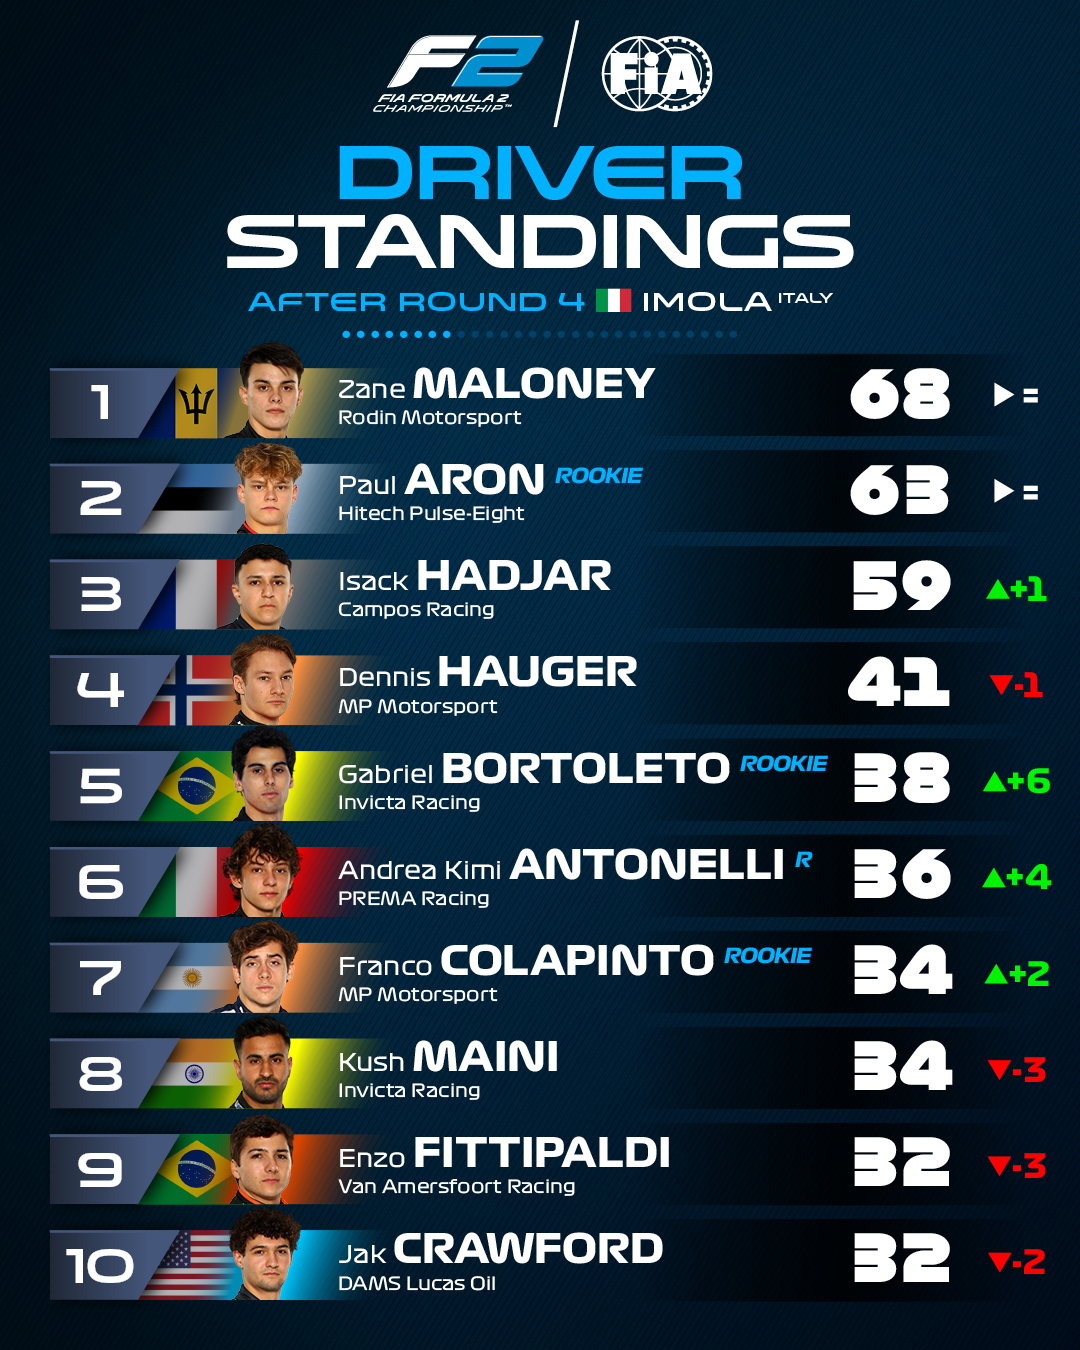 F2
FIA FORMULA 2
CHAMPIONSHIP™
FiA
DRIVER
STANDINGS
AFTER ROUND 4 IMOLA ITALY
1 Zane MALONEY 68 =
Rodin Motorsport
2 Paul ARON ROOKIE 63 =
Hitech Pulse-Eight
3 Isack HADJAR 59 +1
Campos Racing
4 Dennis HAUGER 41 -1
MP Motorsport
5 Gabriel BORTOLETO ROOKIE 38 +6
Invicta Racing
6 Andrea Kimi ANTONELLI R 36 +4
PREMA Racing
7 Franco COLAPINTO ROOKIE 34 +2
MP Motorsport
8 Kush MAINI 34 -3
Invicta Racing
9 Enzo FITTIPALDI 32 -3
Van Amersfoort Racing
10 Jak CRAWFORD 32 -2
DAMS Lucas Oil